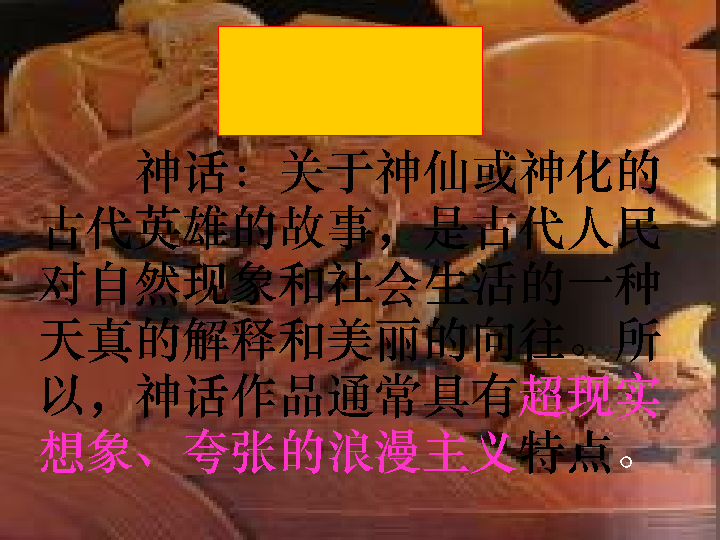 神话：关于神仙或神化的
古代英雄的故事，是古代人民
对自然现象和社会生活的一种
天真的解释和美丽的向往。所
以，神话作品通常具有超现实
想象、夸张的浪漫主义特点。